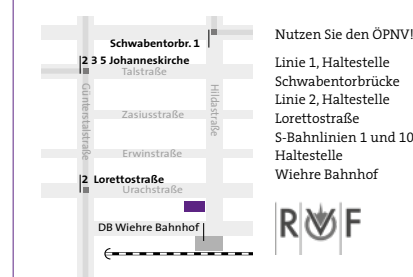 Schwabentorbr. 1
2 3 5 Johanneskirche
Talstraße
Günterstalstraße
Hildastraße
Zasiusstraße
Erwinstraße
2 Lorettostraße
Urachstraße
DB Wiehre Bahnhof
Nutzen Sie den ÖPNV!
Linie 1, Haltestelle
Schwabentorbrücke
Linie 2, Haltestelle
Lorettostraße
S-Bahnlinien 1 und 10
Haltestelle
Wiehre Bahnhof
RVF